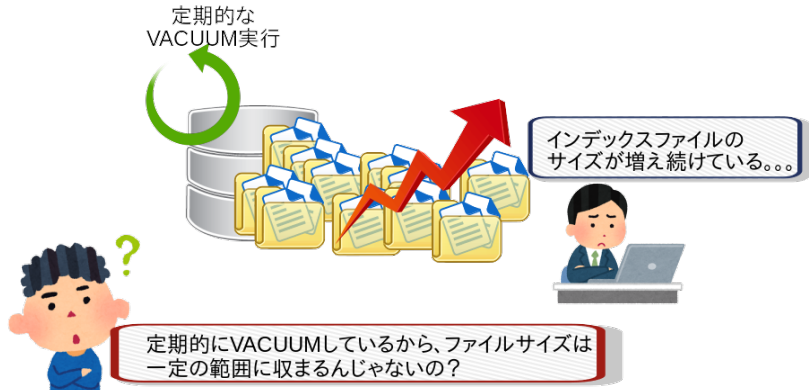 定期的な
VACUUM実行
インデックスファイルの
サイズが増え続けている。。。
?
定期的にVACUUMしているから、ファイルサイズは
一定の範囲に収まるんじゃないの？